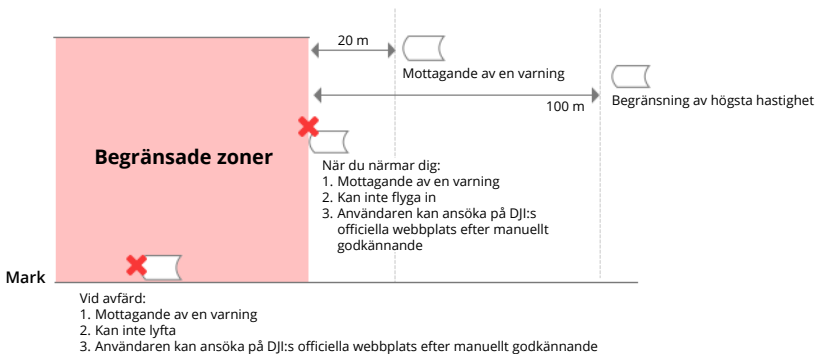 20 m
Mottagande av en varning
100 m
Begränsning av högsta hastighet
Begränsade zoner
När du närmar dig:
1. Mottagande av en varning
2. Kan inte flyga in
3. Användaren kan ansöka på DJI:s
officiella webbplats efter manuellt
godkännande
Mark
Vid avfärd:
1. Mottagande av en varning
2. Kan inte lyfta
3. Användaren kan ansöka på DJI:s officiella webbplats efter manuellt godkännande